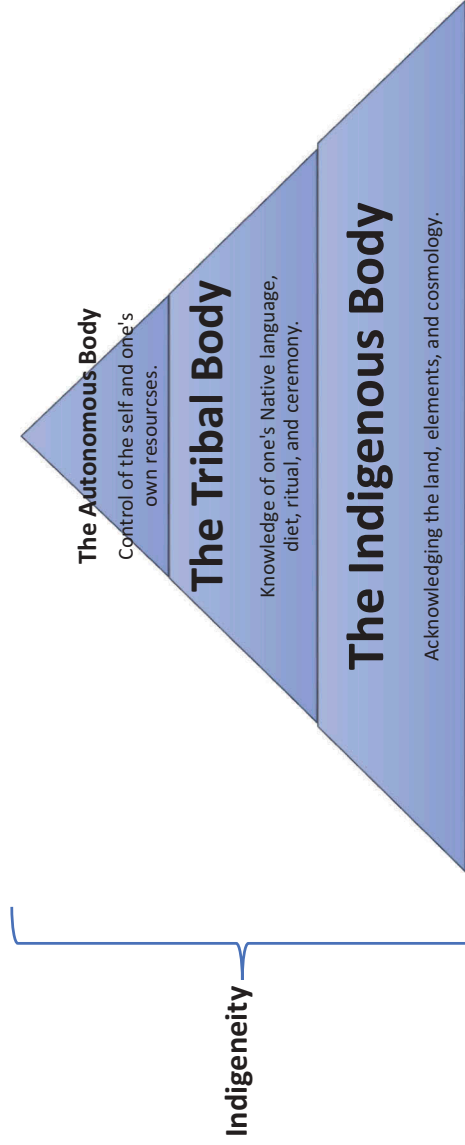 The Autonomous Body
Control of the self and one's
own resourcses.
The Tribal Body
Knowledge of one's Native language,
diet, ritual, and ceremony.
The Indigenous Body
Acknowledging the land, elements, and cosmology.
Indigeneity